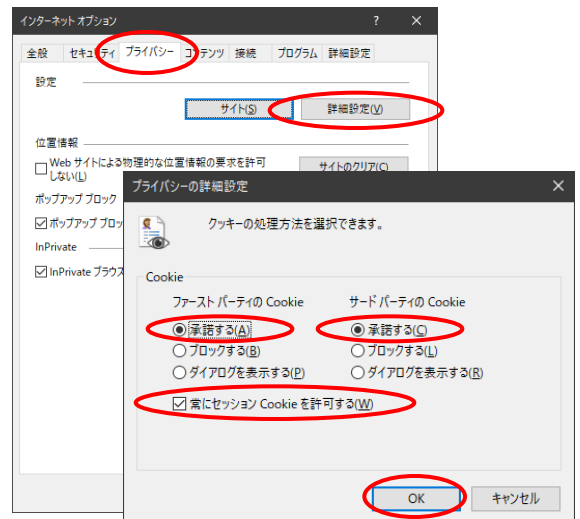 インターネット オプション ? ×
全般 セキュリティ プライバシー コンテンツ 接続 プログラム 詳細設定
設定
サイト(S) 詳細設定(V)
位置情報
Web サイトによる物理的な位置情報の要求を許可
しない(L)
サイトのクリア(C)
ポップアップ ブロック
ポップアップ ブロッ
InPrivate
InPrivate ブラウズ
プライバシーの詳細設定 ×
クッキーの処理方法を選択できます。
Cookie
ファースト パーティの Cookie サード パーティの Cookie
承諾する(A) 承諾する(C)
ブロックする(B) ブロックする(L)
ダイアログを表示する(P) ダイアログを表示する(R)
常にセッション Cookie を許可する(W)
OK キャンセル